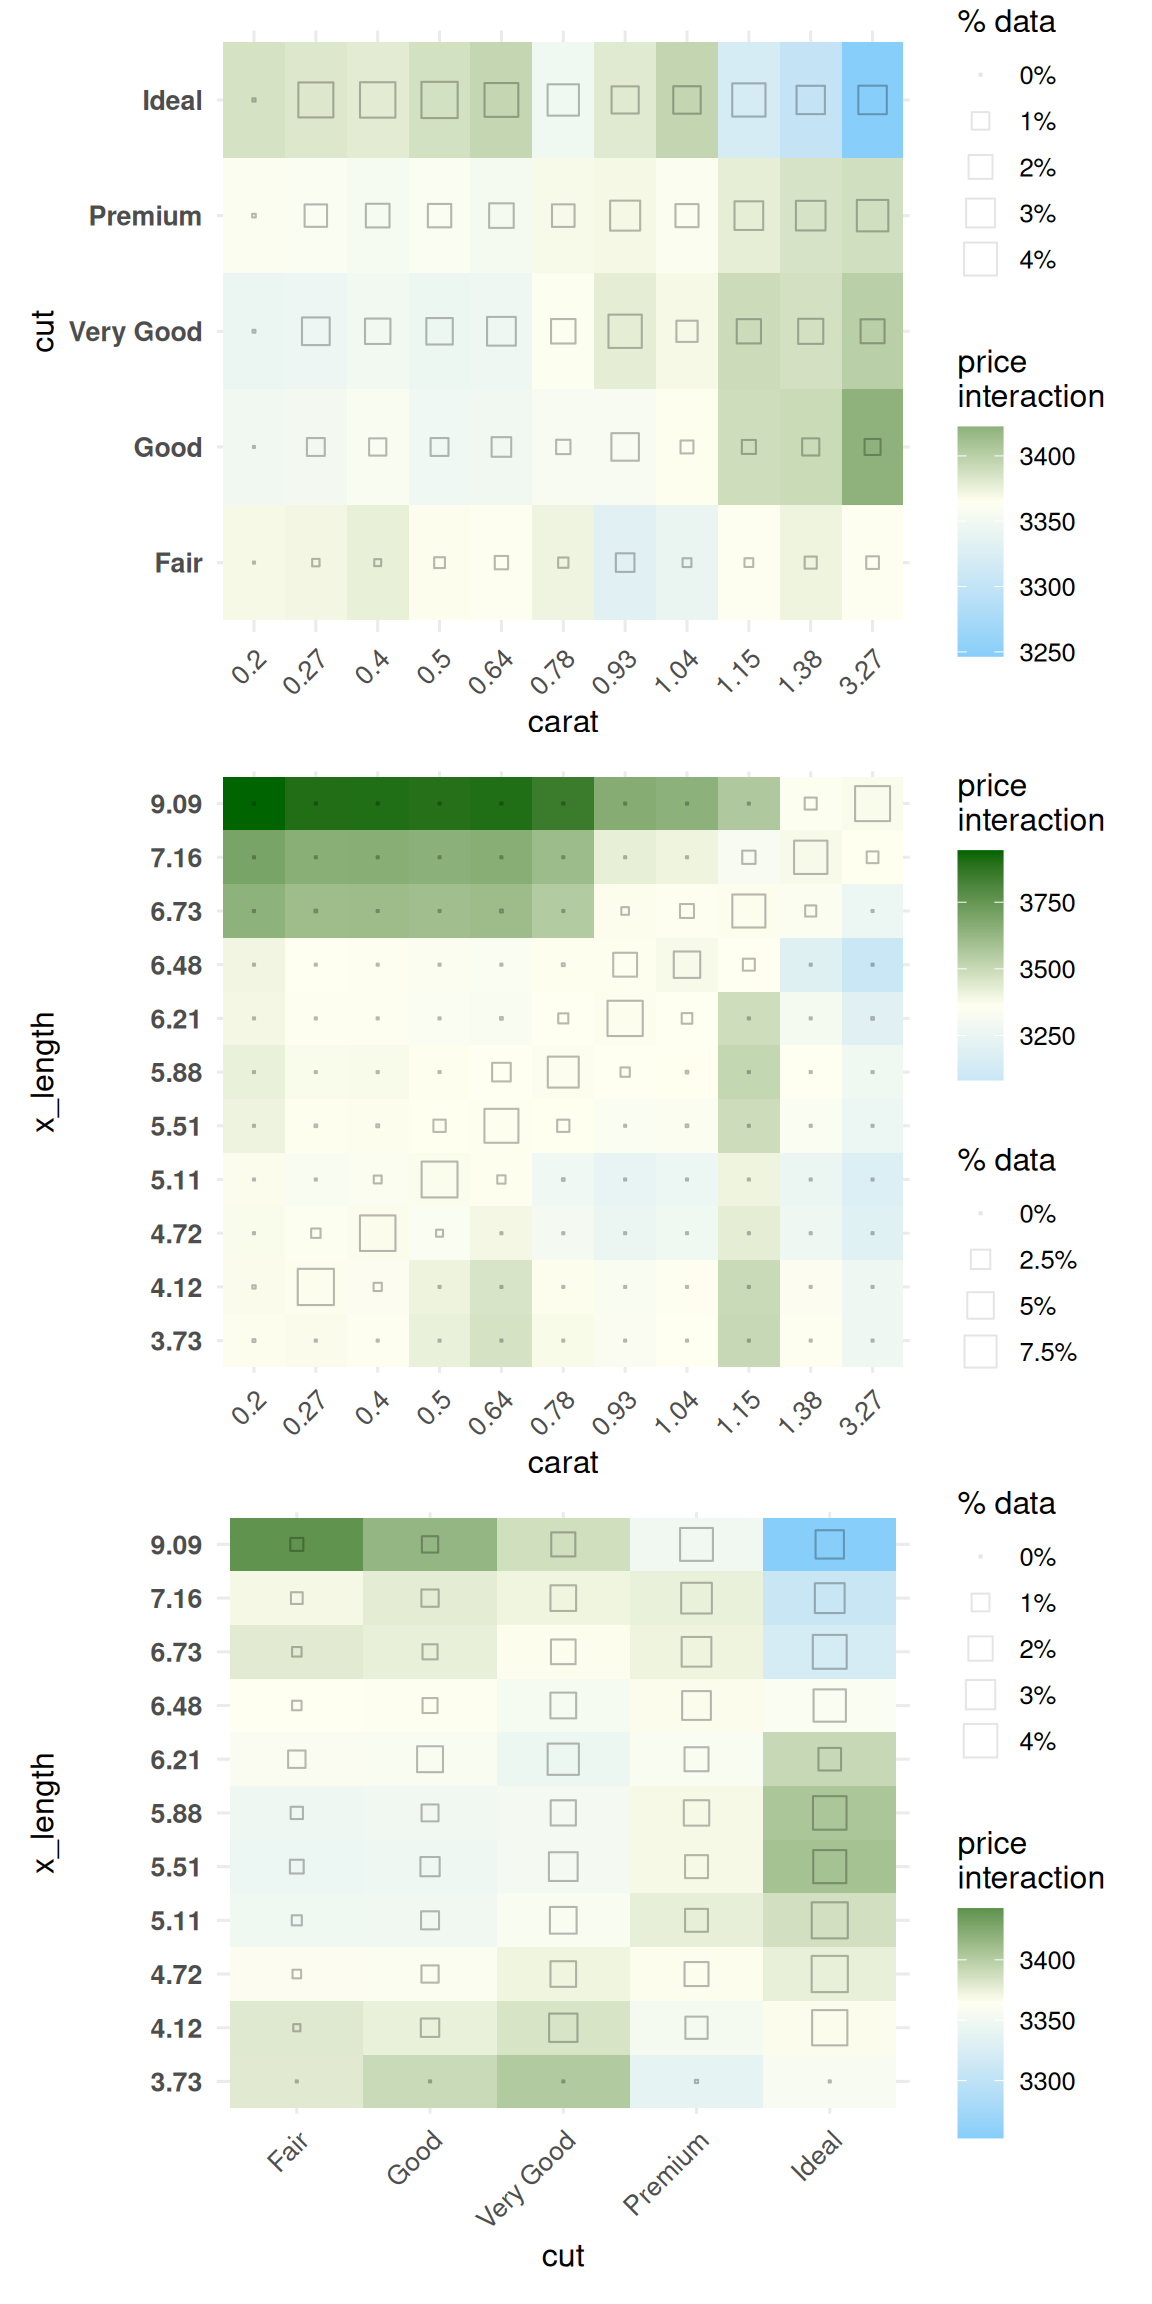 % data
0%
1%
2%
3%
4%
Ideal
Premium
Very Good
Good
Fair
cut
0.2 0.27 0.4 0.5 0.64 0.78 0.93 1.04 1.15 1.38 3.27
carat
price
interaction
3400
3350
3300
3250
9.09
7.16
6.73
6.48
6.21
5.88
5.51
5.11
4.72
4.12
3.73
x_length
0.2 0.27 0.4 0.5 0.64 0.78 0.93 1.04 1.15 1.38 3.27
carat
price
interaction
3750
3500
3250
% data
0%
2.5%
5%
7.5%
9.09
7.16
6.73
6.48
6.21
5.88
5.51
5.11
4.72
4.12
3.73
x_length
Fair Good Very Good Premium Ideal
cut
% data
0%
1%
2%
3%
4%
price
interaction
3400
3350
3300